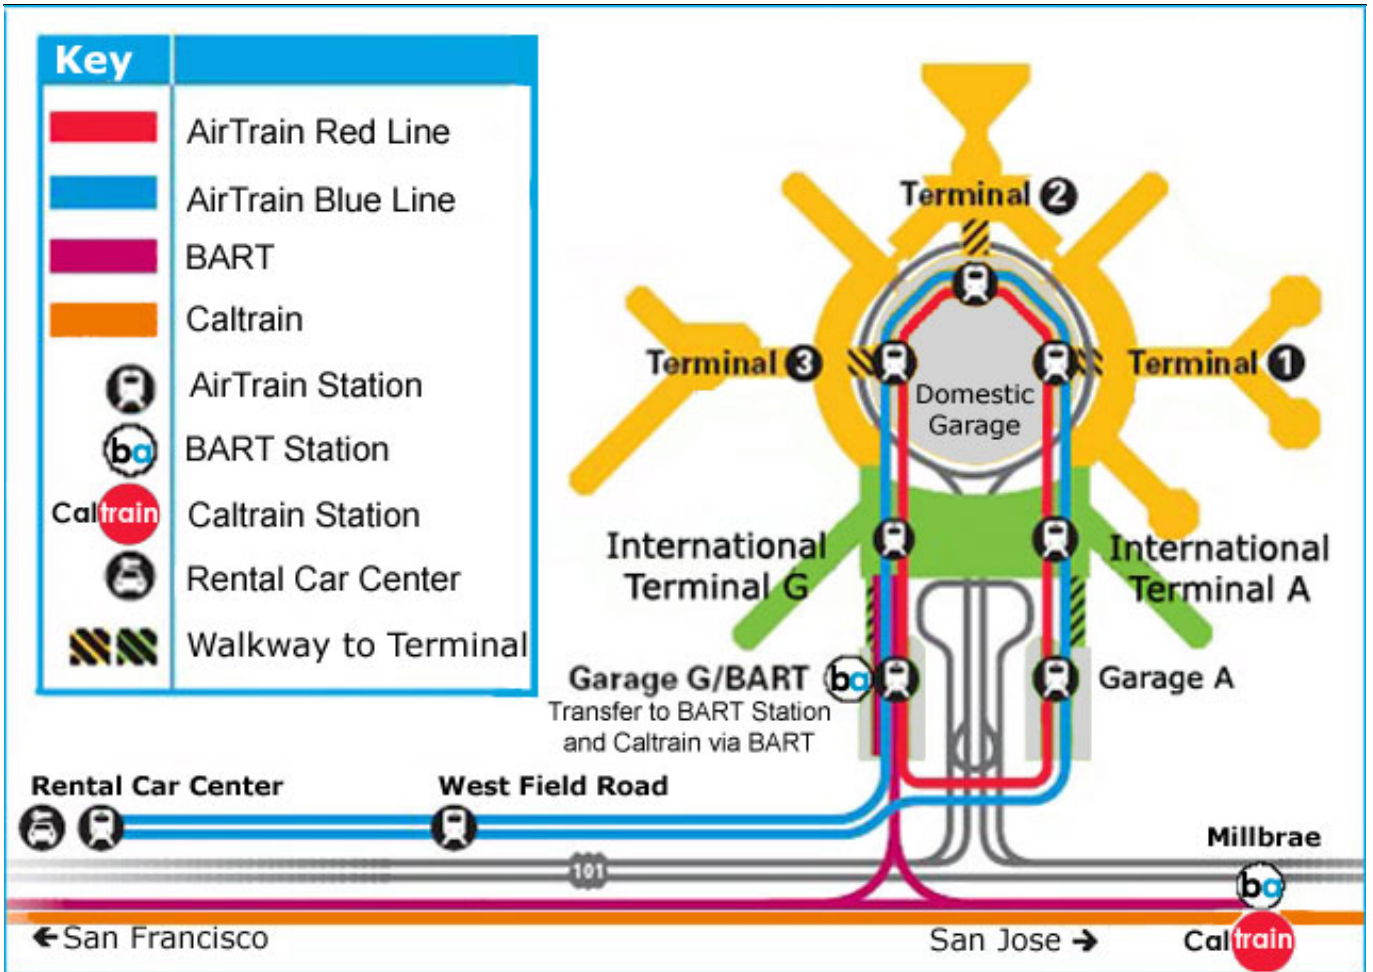 Key
AirTrain Red Line
AirTrain Blue Line
BART
Caltrain
AirTrain Station
ba
BART Station
Caltrain
Caltrain Station
Rental Car Center
Walkway to Terminal
Terminal 2
Terminal 3
Terminal 1
Domestic
Garage
International
Terminal G
International
Terminal A
Garage G/BART ba
Transfer to BART Station
and Caltrain via BART
Garage A
Rental Car Center
West Field Road
Millbrae
101
ba
San Francisco
San Jose
Caltrain